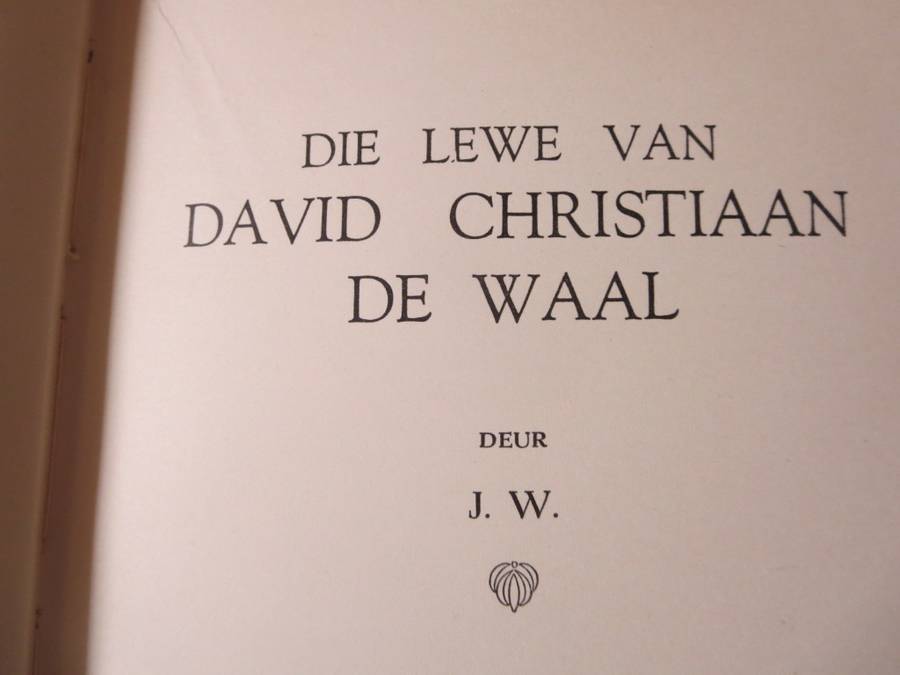 DIE LEWE VAN
DAVID CHRISTIAAN
DE WAAL
DEUR
J. W.